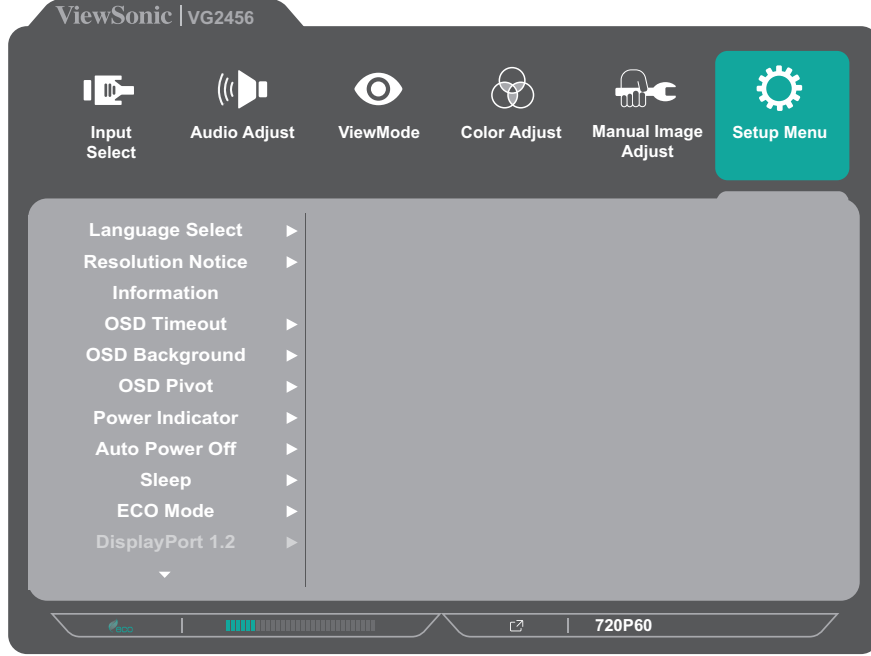 ViewSonic | VG2456
Input
Select
Audio Adjust
ViewMode
Color Adjust
Manual Image
Adjust
Setup Menu
Language Select
Resolution Notice
Information
OSD Timeout
OSD Background
OSD Pivot
Power Indicator
Auto Power Off
Sleep
ECO Mode
DisplayPort 1.2
eco
720P60